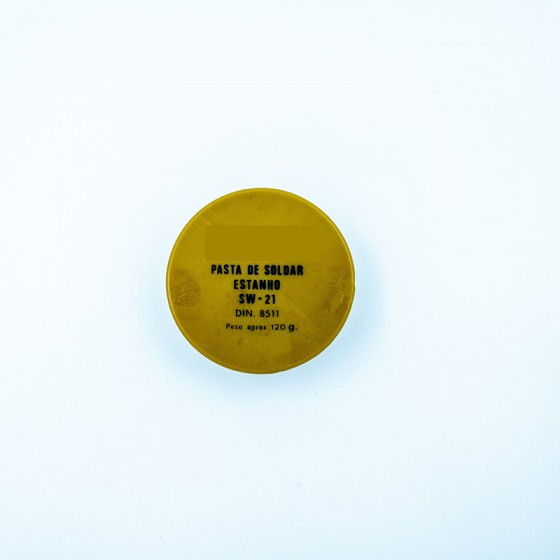 PASTA DE SOLDAR
ESTANHO
SW-21
DIN. 8511
Peso aprox 120 g.